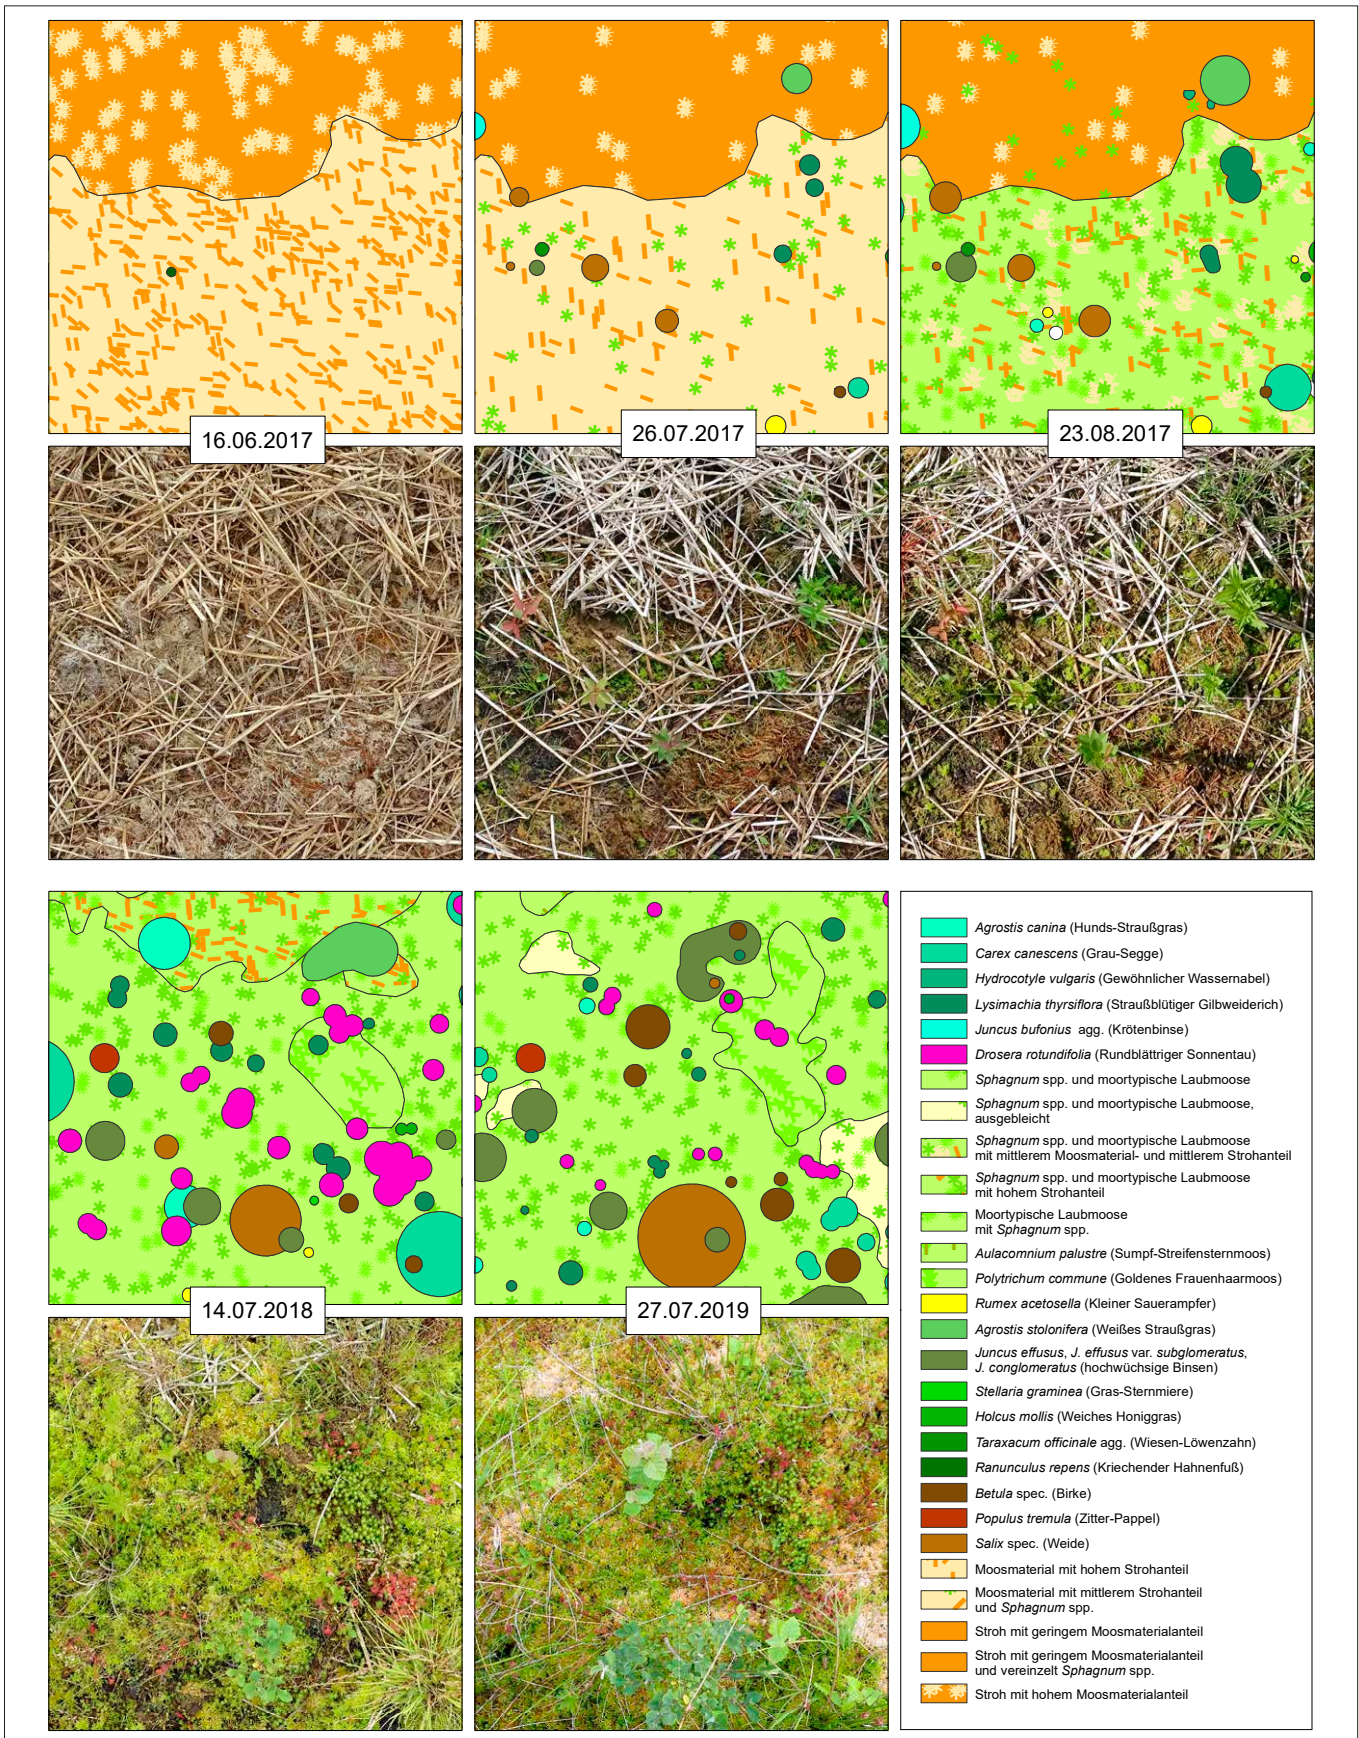 16.06.2017
26.07.2017
23.08.2017
14.07.2018
27.07.2019
Agrostis canina (Hunds-Straußgras)
Carex canescens (Grau-Segge)
Hydrocotyle vulgaris (Gewöhnlicher Wassernabel)
Lysimachia thyrsiflora (Straußblütiger Gilbweiderich)
Juncus bufonius agg. (Krötenbinse)
Drosera rotundifolia (Rundblättriger Sonnentau)
Sphagnum spp. und moortypische Laubmoose
Sphagnum spp. und moortypische Laubmoose,
ausgebleicht
Sphagnum spp. und moortypische Laubmoose
mit mittlerem Moosmaterial- und mittlerem Strohanteil
Sphagnum spp. und moortypische Laubmoose
mit hohem Strohanteil
Moortypische Laubmoose
mit Sphagnum spp.
Aulacomnium palustre (Sumpf-Streifensternmoos)
Polytrichum commune (Goldenes Frauenhaarmoos)
Rumex acetosella (Kleiner Sauerampfer)
Agrostis stolonifera (Weißes Straußgras)
Juncus effusus, J. effusus var. subglomeratus,
J. conglomeratus (hochwüchsige Binsen)
Stellaria graminea (Gras-Sternmiere)
Holcus mollis (Weiches Honiggras)
Taraxacum officinale agg. (Wiesen-Löwenzahn)
Ranunculus repens (Kriechender Hahnenfuß)
Betula spec. (Birke)
Populus tremula (Zitter-Pappel)
Salix spec. (Weide)
Moosmaterial mit hohem Strohanteil
Moosmaterial mit mittlerem Strohanteil
und Sphagnum spp.
Stroh mit geringem Moosmaterialanteil
Stroh mit geringem Moosmaterialanteil
und vereinzelt Sphagnum spp.
Stroh mit hohem Moosmaterialanteil